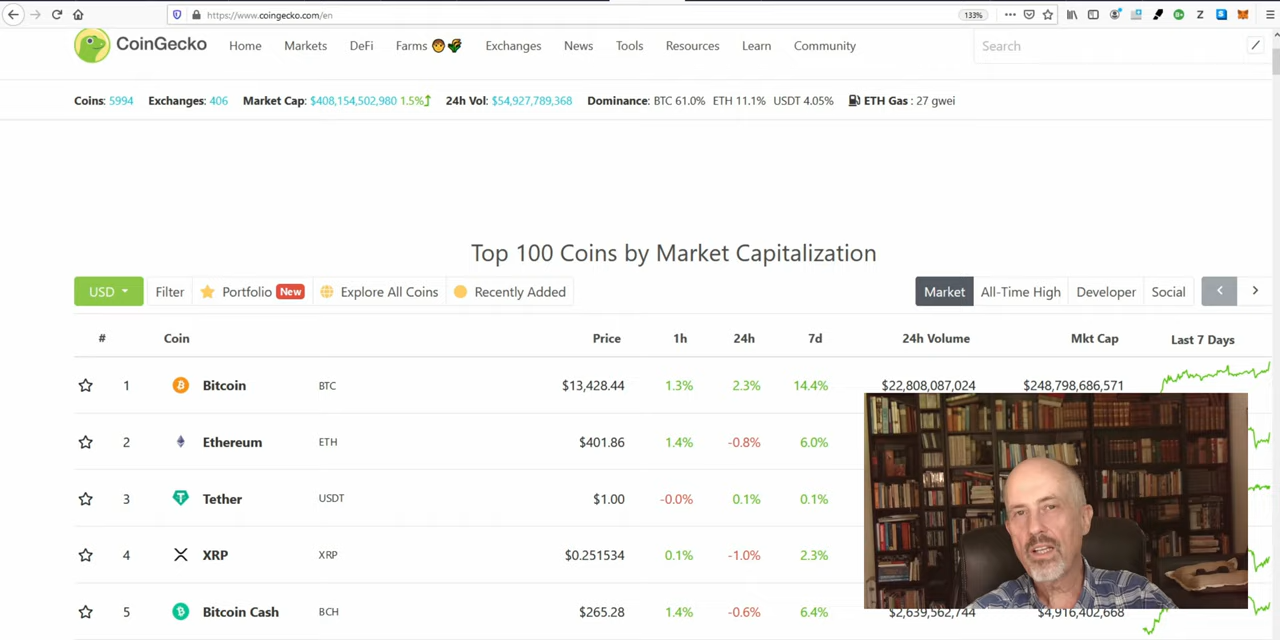 https://www.coingecko.com/en
133%
CoinGecko Home Markets DeFi Farms Exchanges News Tools Resources Learn Community Search /
Coins: 5994 Exchanges: 406 Market Cap: $408,154,502,980 1.5% 24h Vol: $54,927,789,368 Dominance: BTC 61.0% ETH 11.1% USDT 4.05% ETH Gas : 27 gwei
Top 100 Coins by Market Capitalization
USD Filter Portfolio New Explore All Coins Recently Added Market All-Time High Developer Social
# Coin Price 1h 24h 7d 24h Volume Mkt Cap Last 7 Days
1 Bitcoin BTC $13,428.44 1.3% 2.3% 14.4% $22,808,087,024 $248,798,686,571
2 Ethereum ETH $401.86 1.4% -0.8% 6.0%
3 Tether USDT $1.00 -0.0% 0.1% 0.1%
4 XRP XRP $0.251534 0.1% -1.0% 2.3%
5 Bitcoin Cash BCH $265.28 1.4% -0.6% 6.4% $2,639,562,744 $4,916,402,668